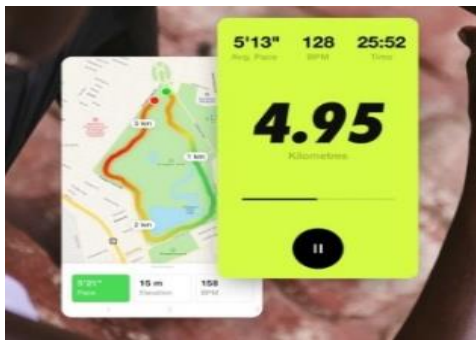 5'13" 128 25:52
Avg. Pace BPM Time
4.95
Kilometres
3 km
1 km
2 km
5'21" 15 m 158
Pace Elevation BPM